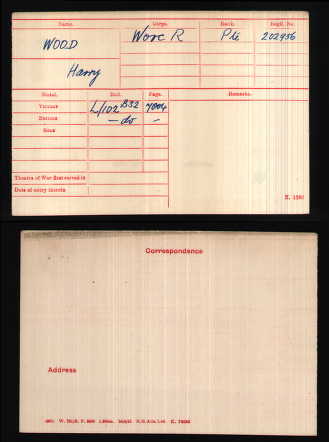 Name. Corps. Rank. Regtl. No.
WOOD Worc R Pte 202956
Harry
Medal. Roll. Page. Remarks.
Victory L/102 B32 7004
British — do —
Star
Theatre of War first served in
Date of entry therein
K. 1380
Correspondence
Address